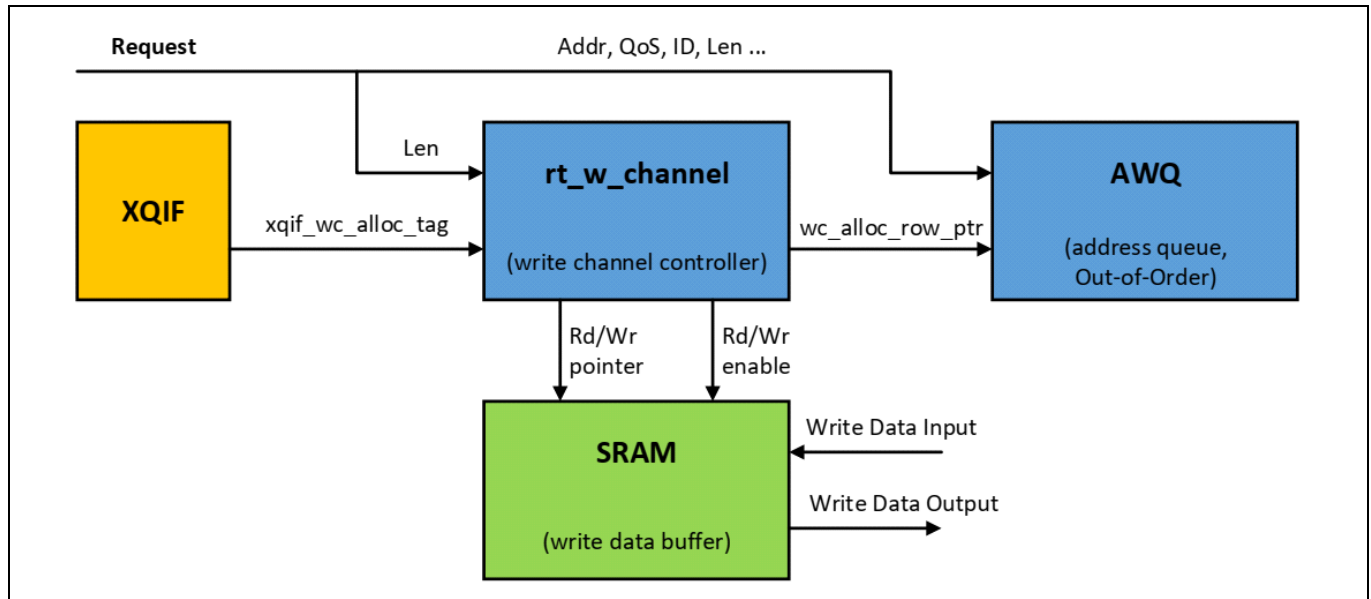 Request
Addr, QoS, ID, Len ...
Len
XQIF
xqif_wc_alloc_tag
rt_w_channel
(write channel controller)
wc_alloc_row_ptr
AWQ
(address queue,
Out-of-Order)
Rd/Wr
pointer
Rd/Wr
enable
SRAM
(write data buffer)
Write Data Input
Write Data Output